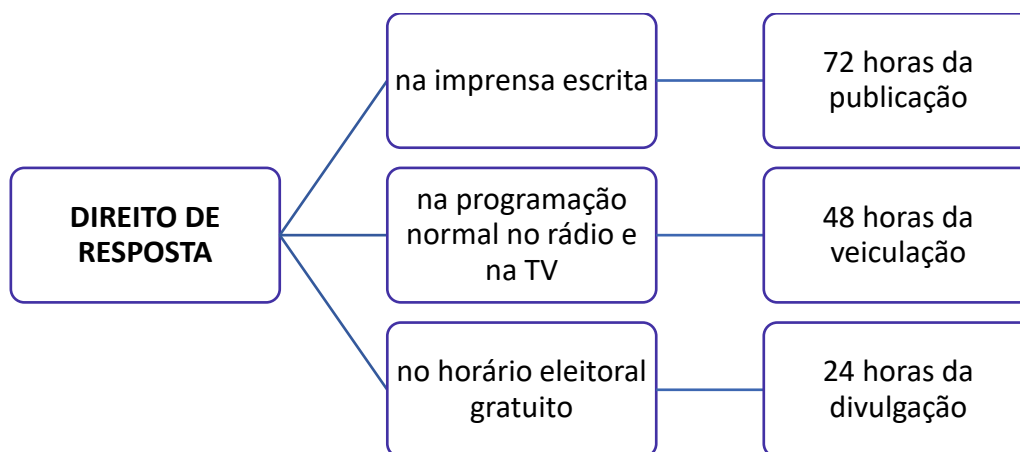 DIREITO DE
RESPOSTA
na imprensa escrita
72 horas da
publicação
na programação
normal no rádio e
na TV
48 horas da
veiculação
no horário eleitoral
gratuito
24 horas da
divulgação